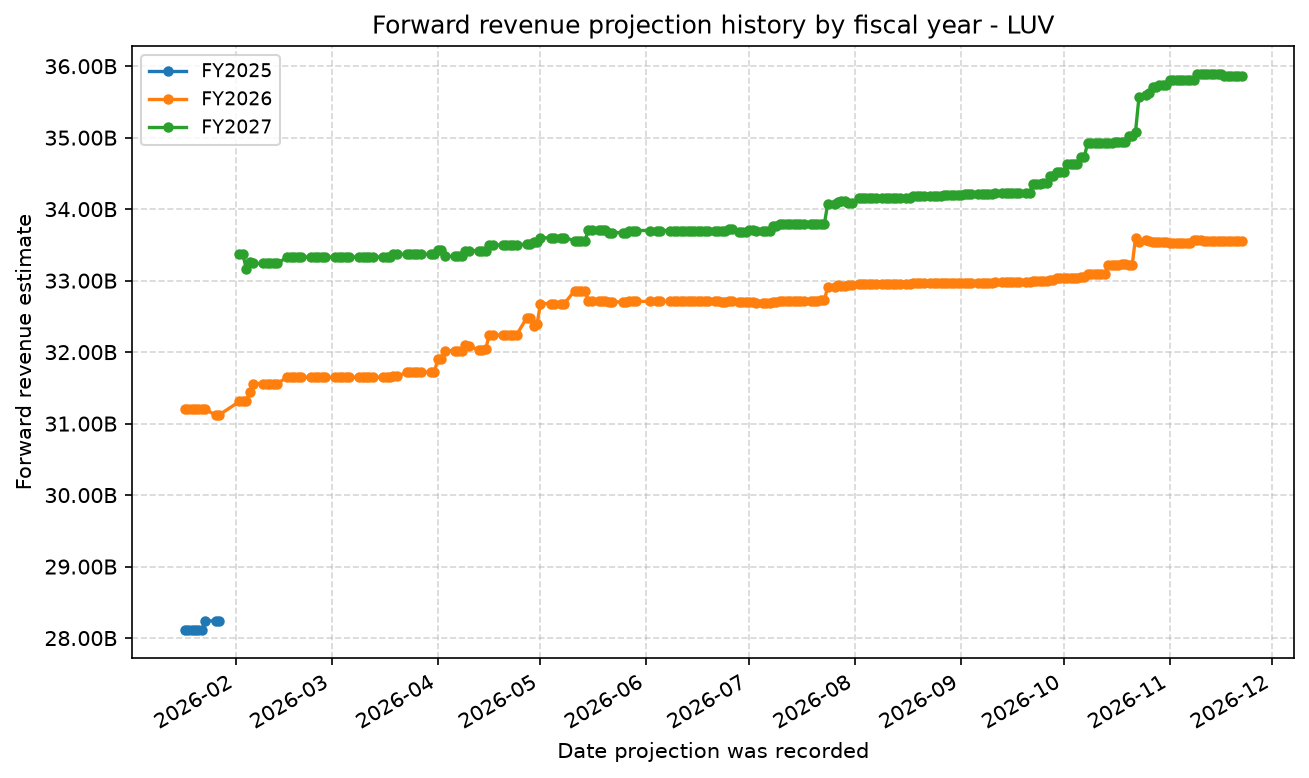 Forward revenue projection history by fiscal year - LUV
FY2025
FY2026
FY2027
36.00B
35.00B
34.00B
33.00B
32.00B
31.00B
30.00B
29.00B
28.00B
Forward revenue estimate
2026-02
2026-03
2026-04
2026-05
2026-06
2026-07
2026-08
2026-09
2026-10
2026-11
2026-12
Date projection was recorded